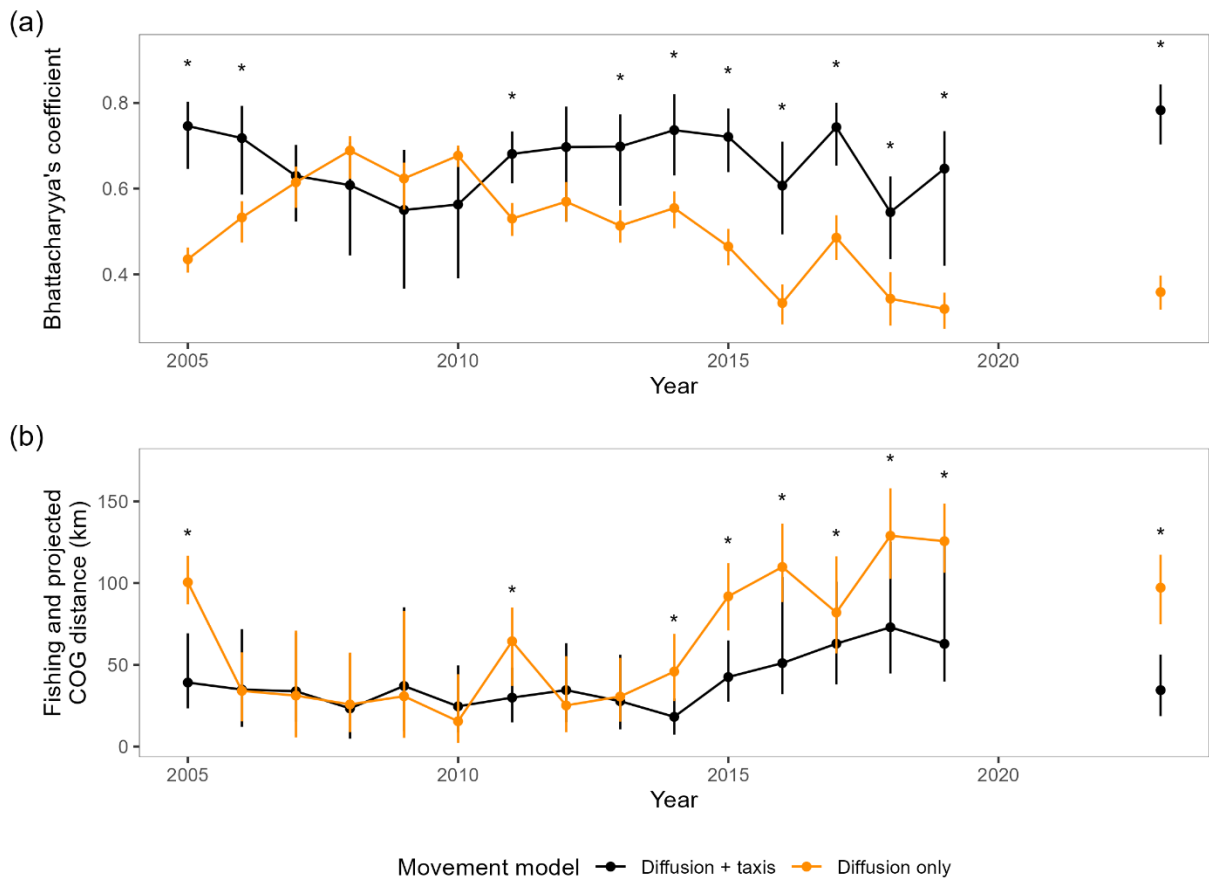 (a)
Bhattacharyya's coefficient
0.8
0.6
0.4
* * * * * * * * * * *
2005 2010 2015 2020
Year
(b)
Fishing and projected
COG distance (km)
150
100
50
0
* * * * * * * * *
2005 2010 2015 2020
Year
Movement model Diffusion + taxis Diffusion only